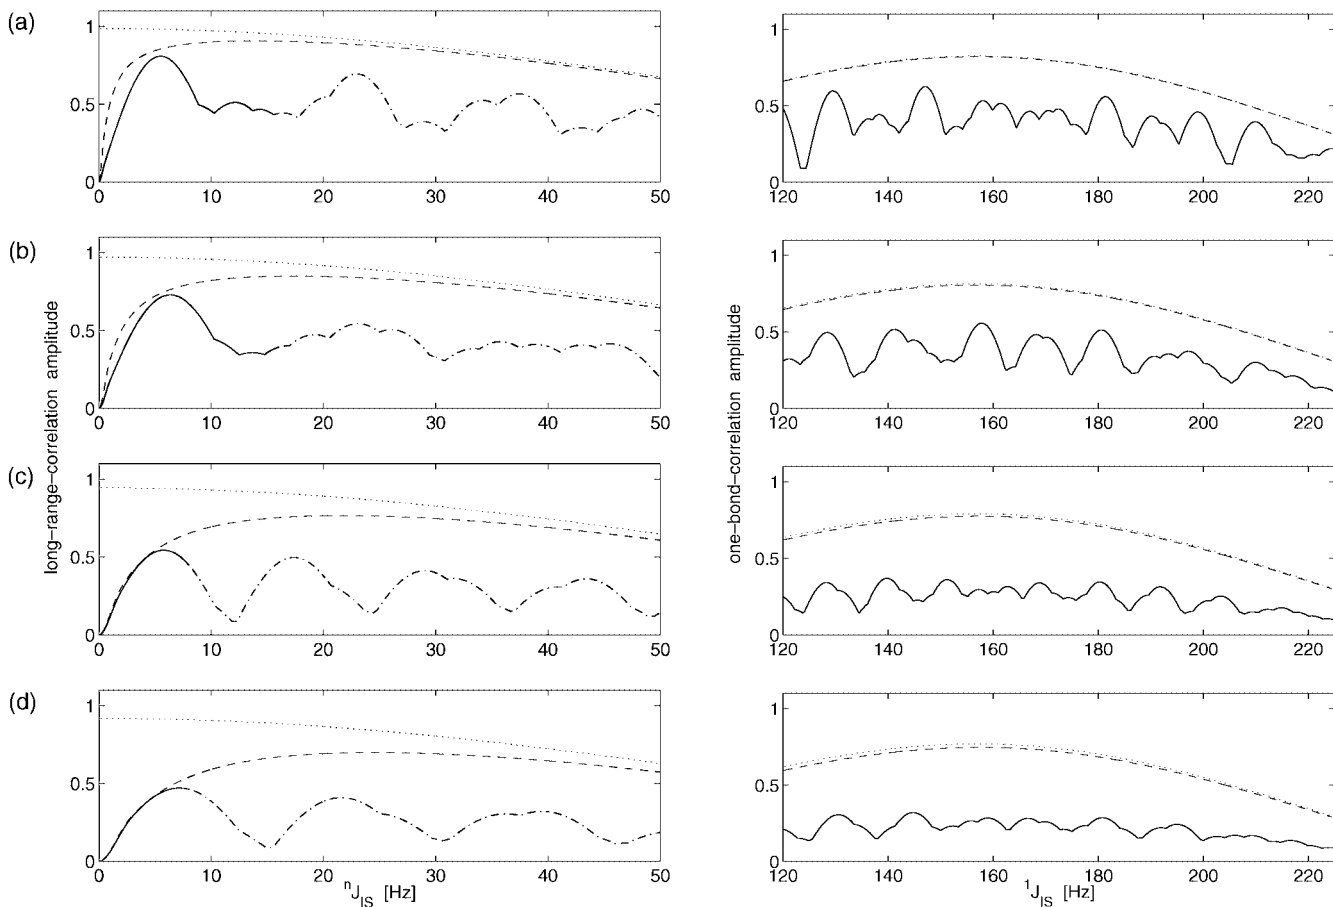 (a)
1
0.5
0
0 10 20 30 40 50
1
0.5
0
120 140 160 180 200 220
(b)
1
0.5
0
0 10 20 30 40 50
1
0.5
0
120 140 160 180 200 220
(c)
1
0.5
0
0 10 20 30 40 50
1
0.5
0
120 140 160 180 200 220
(d)
1
0.5
0
0 10 20 30 40 50
1
0.5
0
120 140 160 180 200 220
long–range–correlation amplitude
one–bond–correlation amplitude
ⁿJ_IS [Hz]
¹J_IS [Hz]